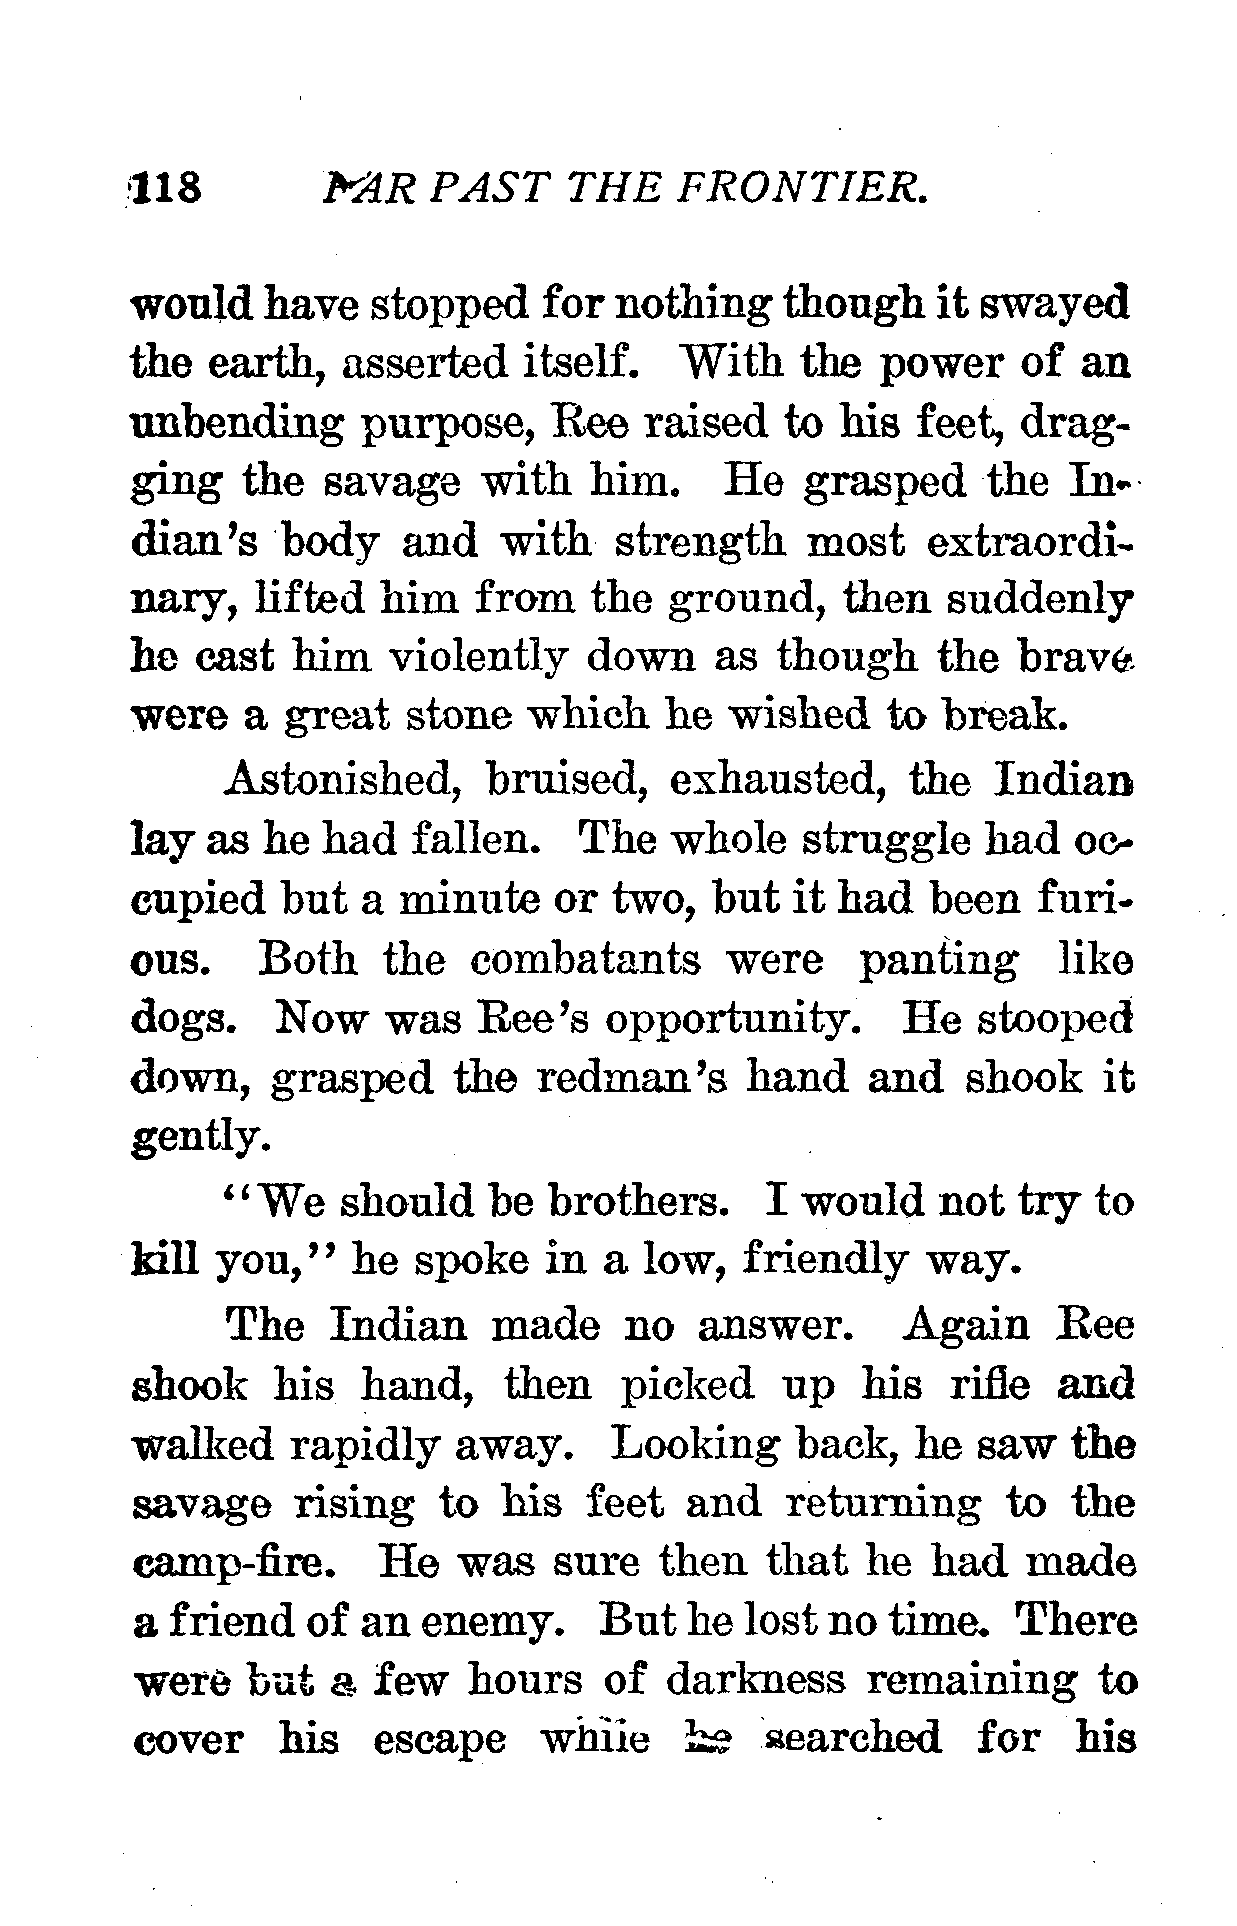 118 FAR PAST THE FRONTIER.
would have stopped for nothing though it swayed
the earth, asserted itself. With the power of an
unbending purpose, Ree raised to his feet, drag-
ging the savage with him. He grasped the In-
dian's body and with strength most extraordi-
nary, lifted him from the ground, then suddenly
he cast him violently down as though the brave
were a great stone which he wished to break.
Astonished, bruised, exhausted, the Indian
lay as he had fallen. The whole struggle had oc-
cupied but a minute or two, but it had been furi-
ous. Both the combatants were panting like
dogs. Now was Ree's opportunity. He stooped
down, grasped the redman's hand and shook it
gently.
"We should be brothers. I would not try to
kill you," he spoke in a low, friendly way.
The Indian made no answer. Again Ree
shook his hand, then picked up his rifle and
walked rapidly away. Looking back, he saw the
savage rising to his feet and returning to the
camp-fire. He was sure then that he had made
a friend of an enemy. But he lost no time. There
were but a few hours of darkness remaining to
cover his escape while he searched for his